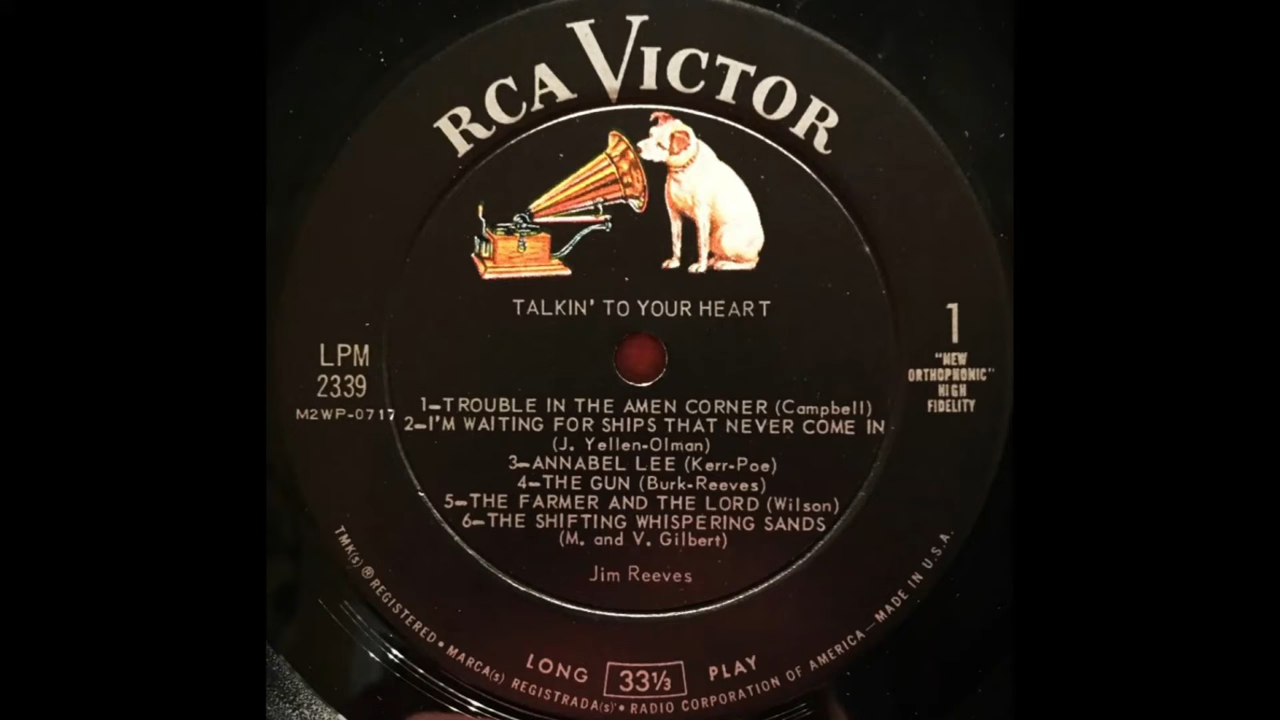 RCA VICTOR
TALKIN' TO YOUR HEART
LPM
2339
M2WP-0717
1
"NEW
ORTHOPHONIC"
HIGH
FIDELITY
1-TROUBLE IN THE AMEN CORNER (Campbell)
2-I'M WAITING FOR SHIPS THAT NEVER COME IN
(J. Yellen-Olman)
3-ANNABEL LEE (Kerr-Poe)
4-THE GUN (Burk-Reeves)
5-THE FARMER AND THE LORD (Wilson)
6-THE SHIFTING WHISPERING SANDS
(M. and V. Gilbert)
Jim Reeves
LONG 33⅓ PLAY
TMK(s) ® REGISTERED • MARCA(s) REGISTRADA(s) • RADIO CORPORATION OF AMERICA—MADE IN U.S.A.